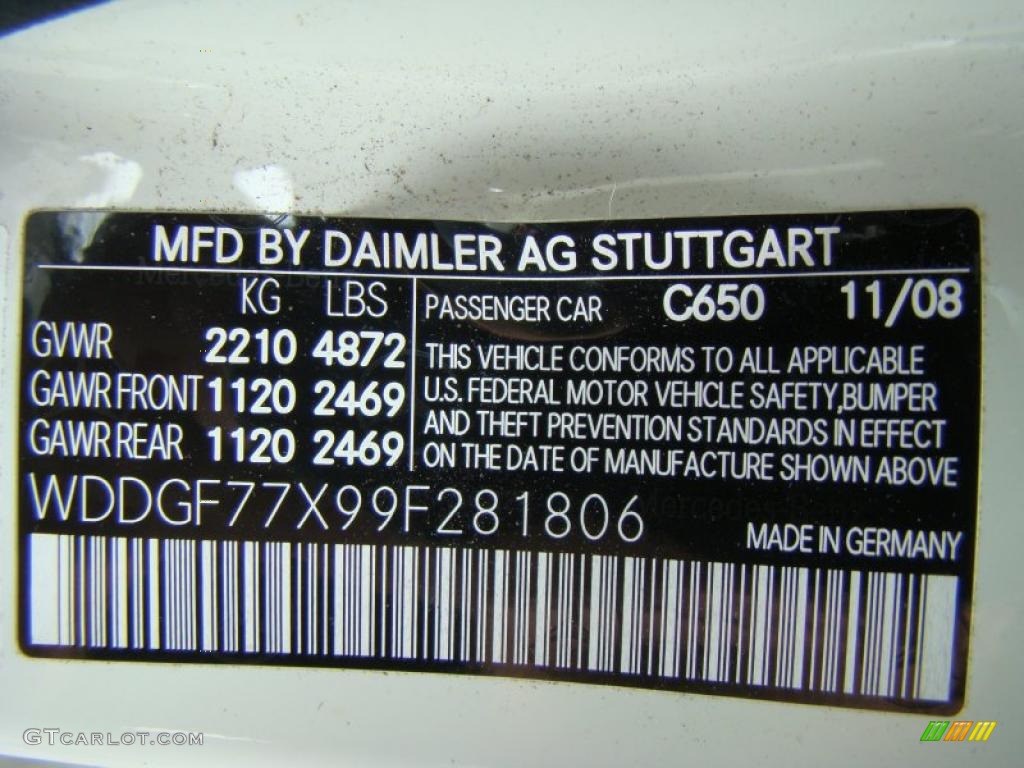 MFD BY DAIMLER AG STUTTGART
KG LBS
GVWR 2210 4872
GAWR FRONT 1120 2469
GAWR REAR 1120 2469
PASSENGER CAR C650 11/08
THIS VEHICLE CONFORMS TO ALL APPLICABLE
U.S. FEDERAL MOTOR VEHICLE SAFETY,BUMPER
AND THEFT PREVENTION STANDARDS IN EFFECT
ON THE DATE OF MANUFACTURE SHOWN ABOVE
WDDGF77X99F281806
MADE IN GERMANY
GTCARLOT.COM